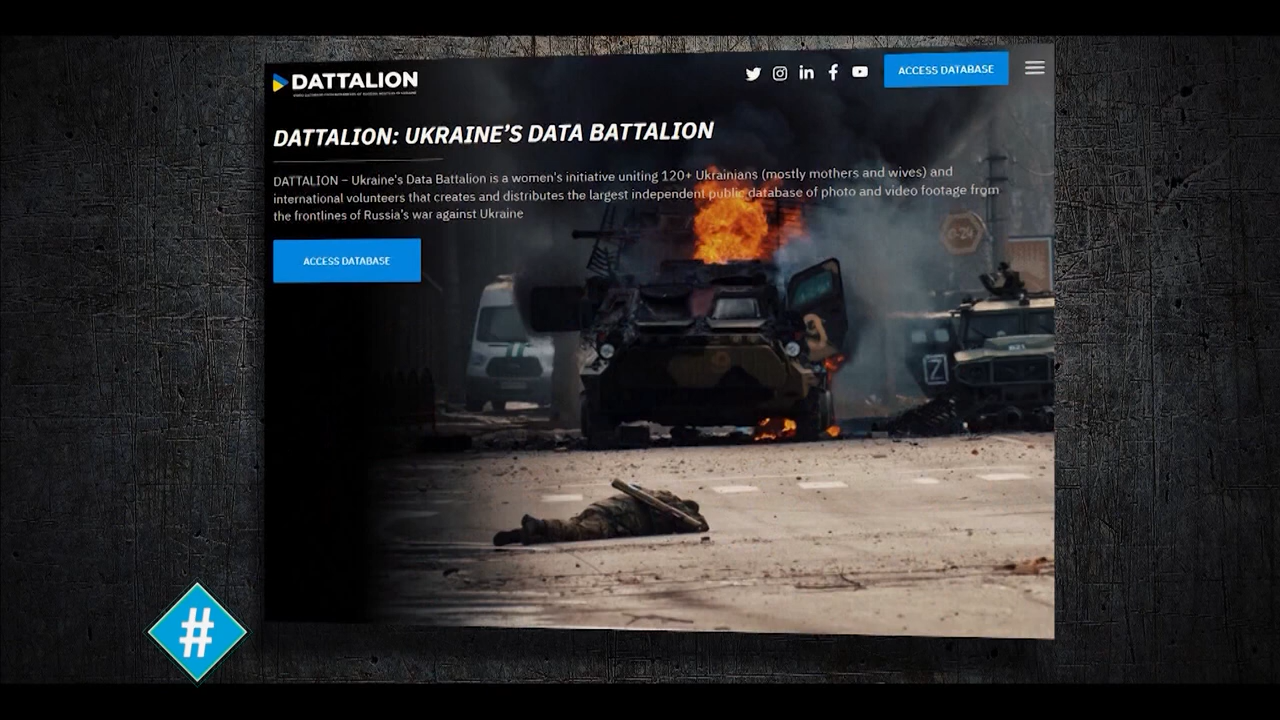 DATTALION
ACCESS DATABASE
DATTALION: UKRAINE'S DATA BATTALION
DATTALION – Ukraine's Data Battalion is a women's initiative uniting 120+ Ukrainians (mostly mothers and wives) and
international volunteers that creates and distributes the largest independent public database of photo and video footage from
the frontlines of Russia's war against Ukraine
ACCESS DATABASE
Z
#